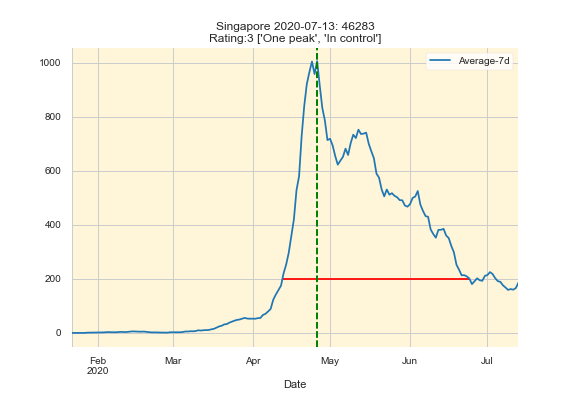 Singapore 2020-07-13: 46283
Rating:3 ['One peak', 'In control']
Average-7d
1000
800
600
400
200
0
Feb Mar Apr May Jun Jul
2020
Date